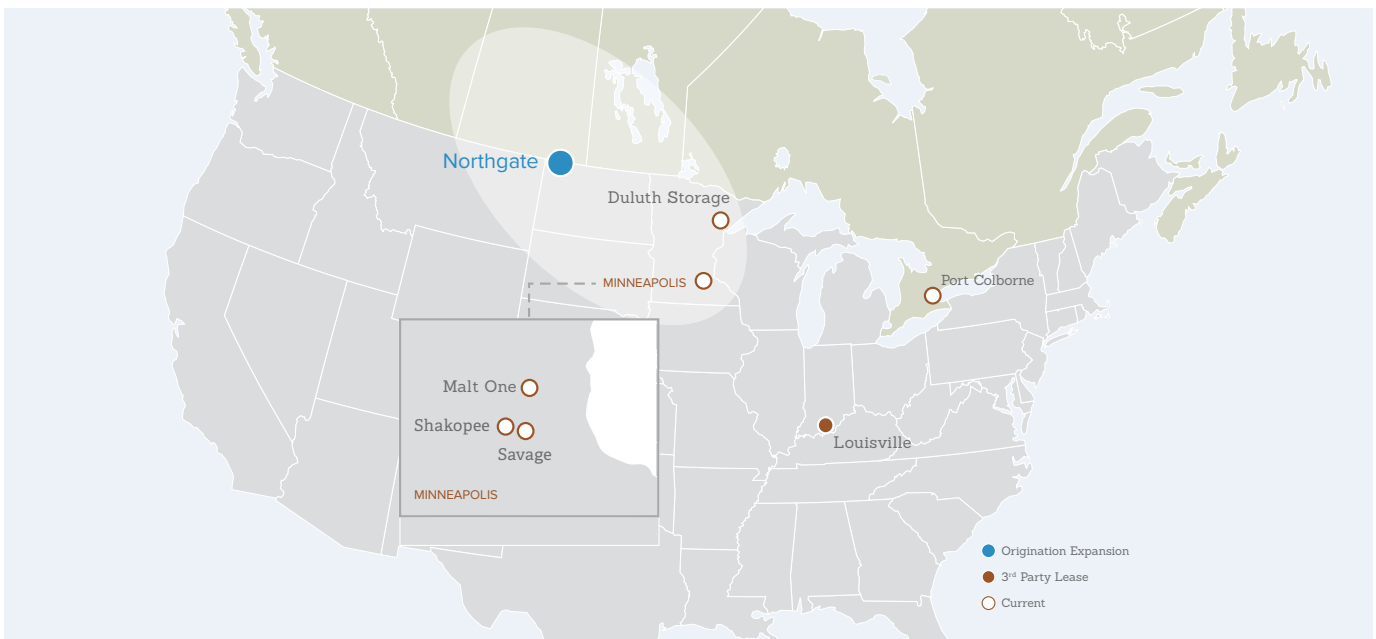 Northgate
Duluth Storage
MINNEAPOLIS
Port Colborne
Malt One
Shakopee
Savage
MINNEAPOLIS
Louisville
Origination Expansion
3rd Party Lease
Current